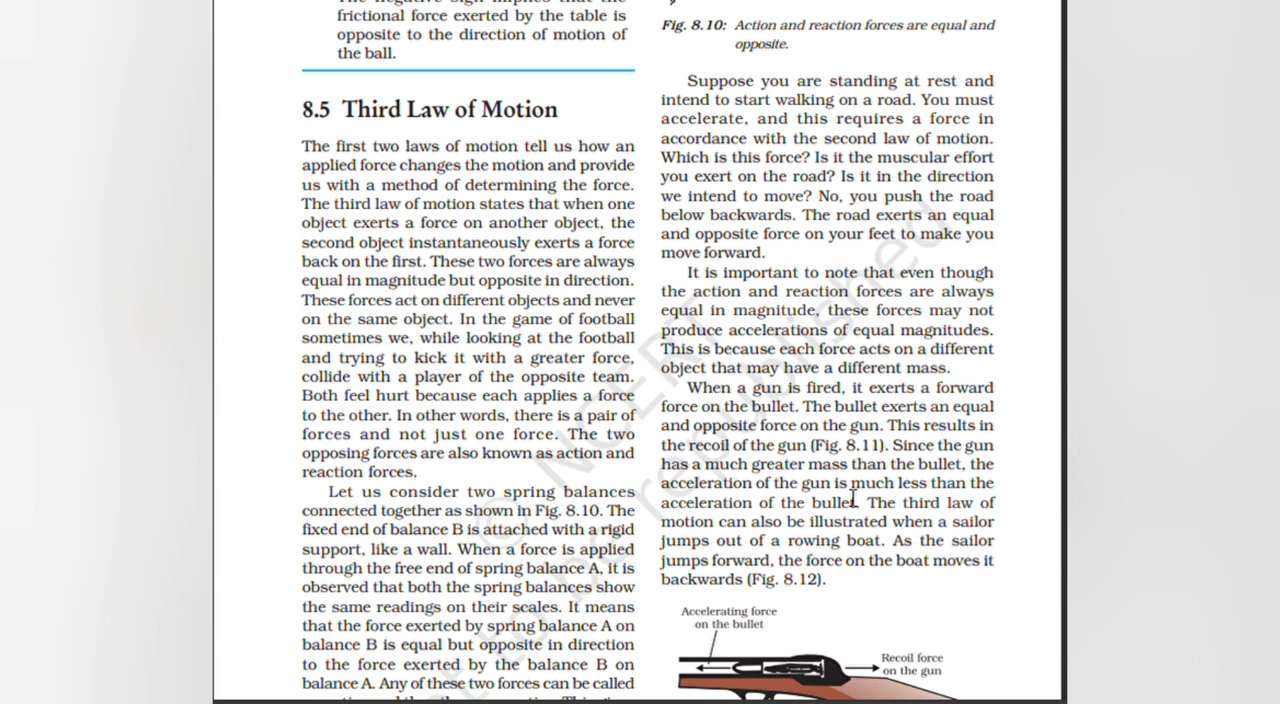 frictional force exerted by the table is
opposite to the direction of motion of
the ball.
8.5 Third Law of Motion
The first two laws of motion tell us how an
applied force changes the motion and provide
us with a method of determining the force.
The third law of motion states that when one
object exerts a force on another object, the
second object instantaneously exerts a force
back on the first. These two forces are always
equal in magnitude but opposite in direction.
These forces act on different objects and never
on the same object. In the game of football
sometimes we, while looking at the football
and trying to kick it with a greater force,
collide with a player of the opposite team.
Both feel hurt because each applies a force
to the other. In other words, there is a pair of
forces and not just one force. The two
opposing forces are also known as action and
reaction forces.
Let us consider two spring balances
connected together as shown in Fig. 8.10. The
fixed end of balance B is attached with a rigid
support, like a wall. When a force is applied
through the free end of spring balance A, it is
observed that both the spring balances show
the same readings on their scales. It means
that the force exerted by spring balance A on
balance B is equal but opposite in direction
to the force exerted by the balance B on
balance A. Any of these two forces can be called
Fig. 8.10: Action and reaction forces are equal and
opposite.
Suppose you are standing at rest and
intend to start walking on a road. You must
accelerate, and this requires a force in
accordance with the second law of motion.
Which is this force? Is it the muscular effort
you exert on the road? Is it in the direction
we intend to move? No, you push the road
below backwards. The road exerts an equal
and opposite force on your feet to make you
move forward.
It is important to note that even though
the action and reaction forces are always
equal in magnitude, these forces may not
produce accelerations of equal magnitudes.
This is because each force acts on a different
object that may have a different mass.
When a gun is fired, it exerts a forward
force on the bullet. The bullet exerts an equal
and opposite force on the gun. This results in
the recoil of the gun (Fig. 8.11). Since the gun
has a much greater mass than the bullet, the
acceleration of the gun is much less than the
acceleration of the bullet. The third law of
motion can also be illustrated when a sailor
jumps out of a rowing boat. As the sailor
jumps forward, the force on the boat moves it
backwards (Fig. 8.12).
Accelerating force
on the bullet
Recoil force
on the gun
© NCERT
not to be republished